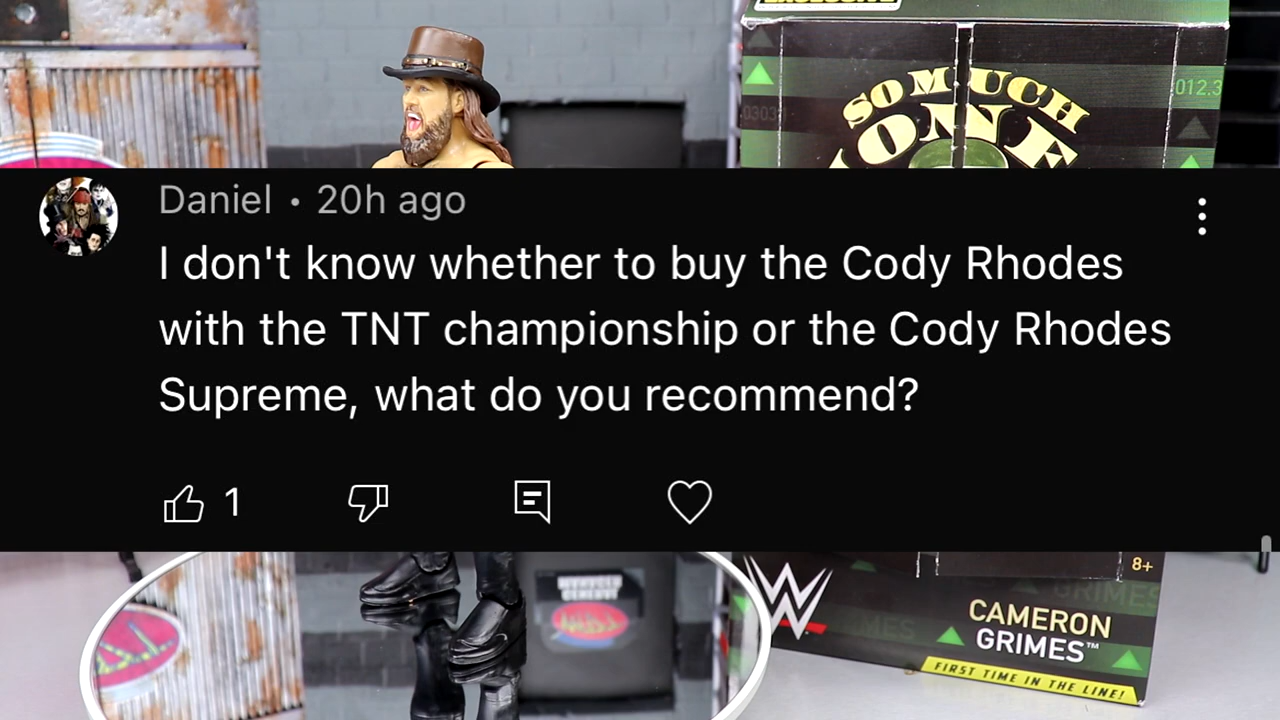 SO MUCH
012.3
Daniel • 20h ago
I don't know whether to buy the Cody Rhodes
with the TNT championship or the Cody Rhodes
Supreme, what do you recommend?
1
8+
GRIMES
CAMERON
GRIMES™
FIRST TIME IN THE LINE!